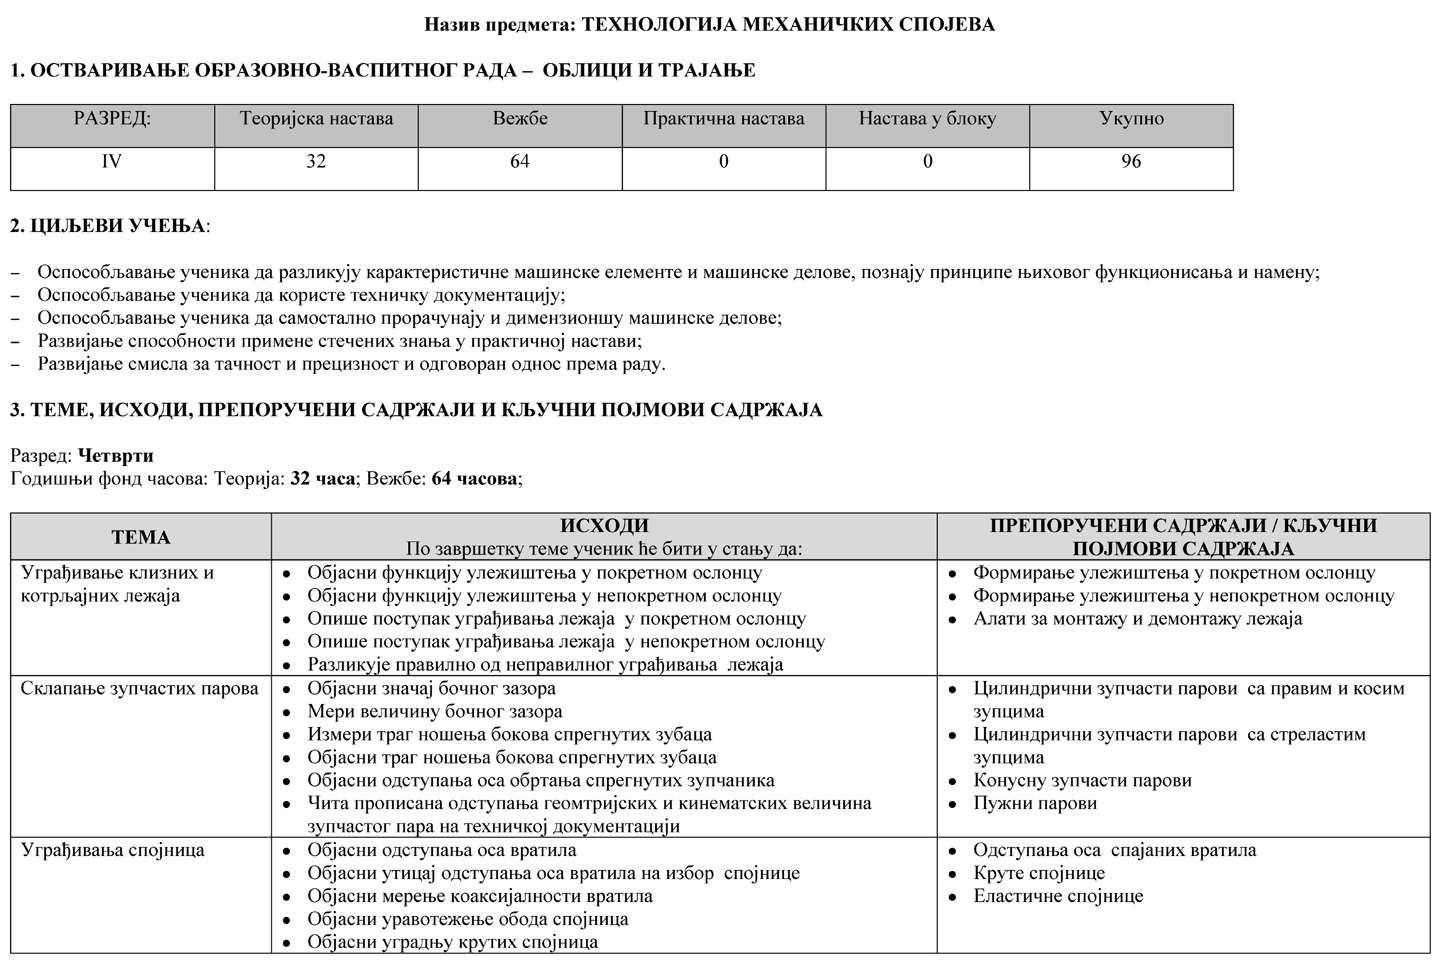 Назив предмета: ТЕХНОЛОГИЈА МЕХАНИЧКИХ СПОЈЕВА
1. ОСТВАРИВАЊЕ ОБРАЗОВНО-ВАСПИТНОГ РАДА – ОБЛИЦИ И ТРАЈАЊЕ
РАЗРЕД: Теоријска настава Вежбе Практична настава Настава у блоку Укупно
IV 32 64 0 0 96
2. ЦИЉЕВИ УЧЕЊА:
– Оспособљавање ученика да разликују карактеристичне машинске елементе и машинске делове, познају принципе њиховог функционисања и намену;
– Оспособљавање ученика да користе техничку документацију;
– Оспособљавање ученика да самостално прорачунају и димензионшу машинске делове;
– Развијање способности примене стечених знања у практичној настави;
– Развијање смисла за тачност и прецизност и одговоран однос према раду.
3. ТЕМЕ, ИСХОДИ, ПРЕПОРУЧЕНИ САДРЖАЈИ И КЉУЧНИ ПОЈМОВИ САДРЖАЈА
Разред: Четврти
Годишњи фонд часова: Теорија: 32 часа; Вежбе: 64 часова;
ТЕМА
ИСХОДИ
По завршетку теме ученик ће бити у стању да:
ПРЕПОРУЧЕНИ САДРЖАЈИ / КЉУЧНИ
ПОЈМОВИ САДРЖАЈА
Уграђивање клизних и
котрљајних лежаја
• Објасни функцију улежиштења у покретном ослонцу
• Објасни функцију улежиштења у непокретном ослонцу
• Опише поступак уграђивања лежаја у покретном ослонцу
• Опише поступак уграђивања лежаја у непокретном ослонцу
• Разликује правилно од неправилног уграђивања лежаја
• Формирање улежиштења у покретном ослонцу
• Формирање улежиштења у непокретном ослонцу
• Алати за монтажу и демонтажу лежаја
Склапање зупчастих парова
• Објасни значај бочног зазора
• Мери величину бочног зазора
• Измери траг ношења бокова спрегнутих зубаца
• Објасни траг ношења бокова спрегнутих зубаца
• Објасни одступања оса обртања спрегнутих зупчаника
• Чита прописана одступања геомтријских и кинематских величина
зупчастог пара на техничкој документацији
• Цилиндрични зупчасти парови са правим и косим
зупцима
• Цилиндрични зупчасти парови са стреластим
зупцима
• Конусну зупчасти парови
• Пужни парови
Уграђивања спојница
• Објасни одступања оса вратила
• Објасни утицај одступања оса вратила на избор спојнице
• Објасни мерење коаксијалности вратила
• Објасни уравотежење обода спојница
• Објасни уградњу крутих спојница
• Одступања оса спајаних вратила
• Круте спојнице
• Еластичне спојнице